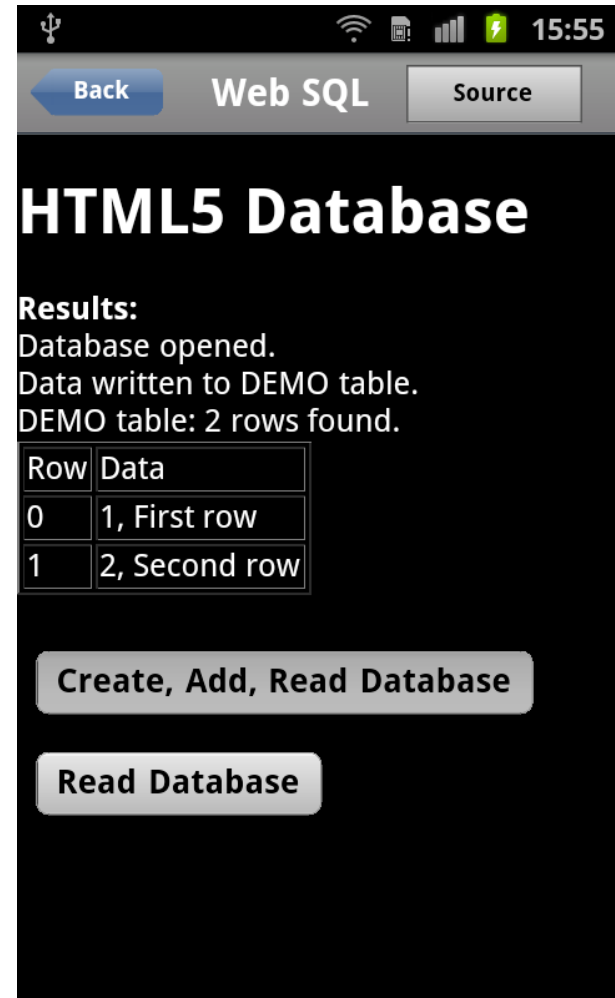 15:55
Back Web SQL Source
HTML5 Database
Results:
Database opened.
Data written to DEMO table.
DEMO table: 2 rows found.
Row Data
0 1, First row
1 2, Second row
Create, Add, Read Database
Read Database